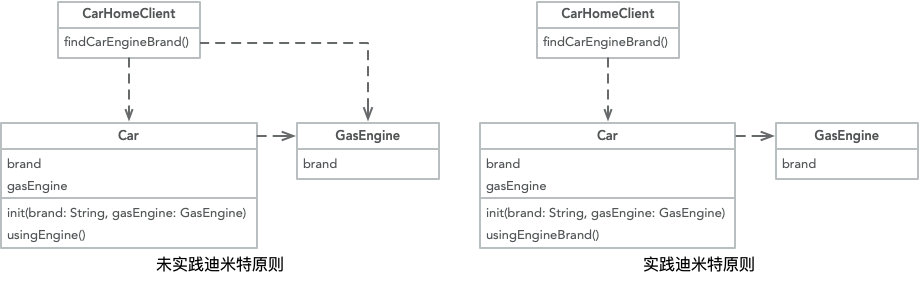 CarHomeClient
findCarEngineBrand()
Car
brand
gasEngine
init(brand: String, gasEngine: GasEngine)
usingEngine()
GasEngine
brand
未实践迪米特原则
CarHomeClient
findCarEngineBrand()
Car
brand
gasEngine
init(brand: String, gasEngine: GasEngine)
usingEngineBrand()
GasEngine
brand
实践迪米特原则